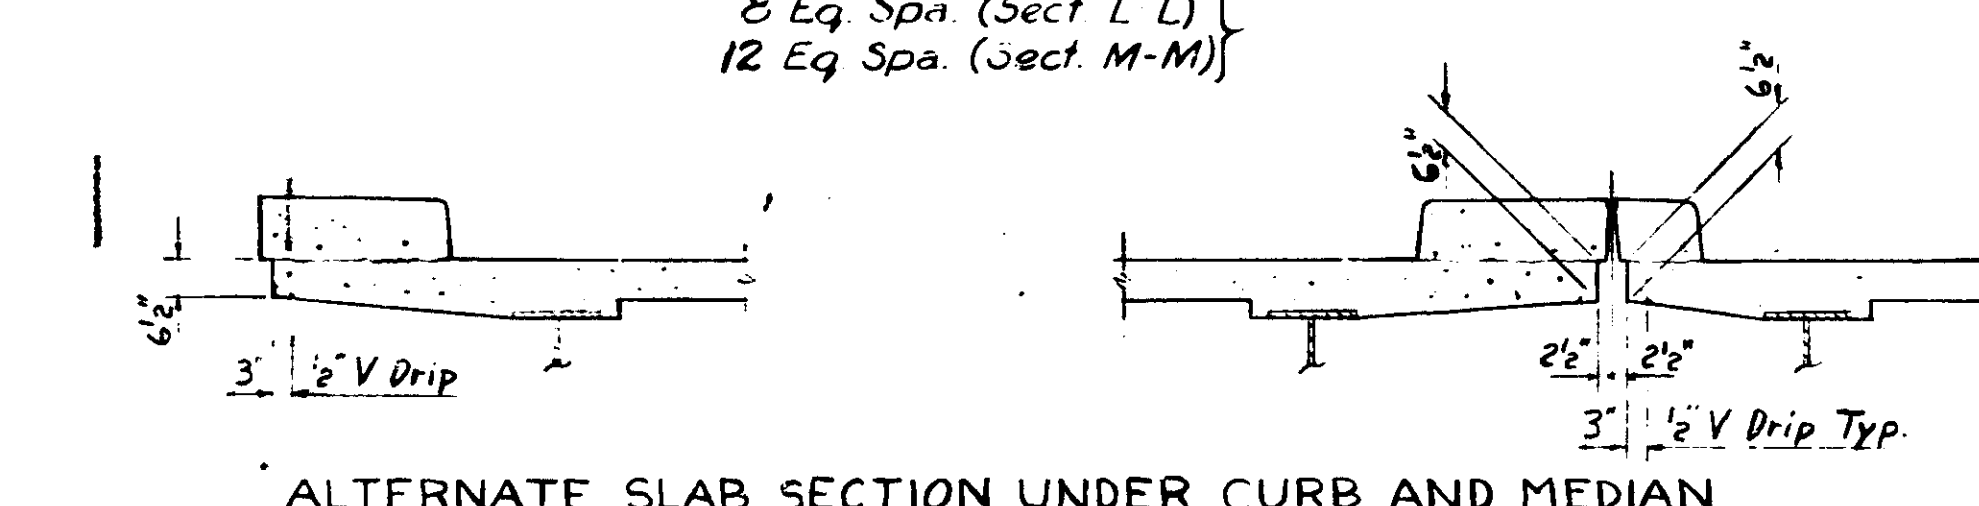 8 Eq. Spa. (Sect. L-L)
12 Eq. Spa. (Sect. M-M)
6½"
6½"
6½"
3" ½" V Drip
2½" 2½"
3" ½" V Drip Typ.
ALTERNATE SLAB SECTION UNDER CURB AND MEDIAN